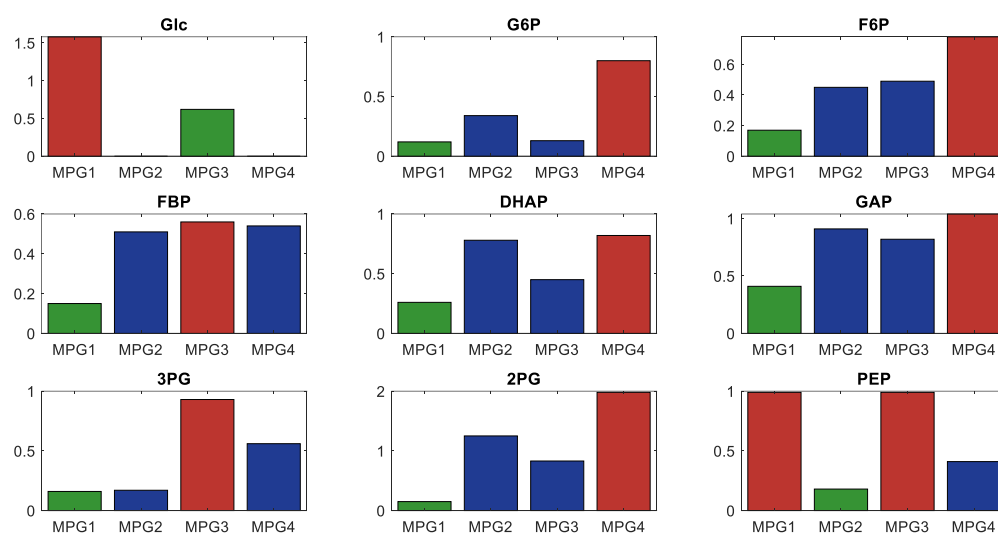 Glc G6P F6P
1.5 1 0.6
1 0.5 0.4
0.5 0.2
0 0 0
MPG1 MPG2 MPG3 MPG4 MPG1 MPG2 MPG3 MPG4 MPG1 MPG2 MPG3 MPG4
FBP DHAP GAP
0.6 1 1
0.4 0.5 0.5
0.2
0 0 0
MPG1 MPG2 MPG3 MPG4 MPG1 MPG2 MPG3 MPG4 MPG1 MPG2 MPG3 MPG4
3PG 2PG PEP
1 2 1
0.5 1 0.5
0 0 0
MPG1 MPG2 MPG3 MPG4 MPG1 MPG2 MPG3 MPG4 MPG1 MPG2 MPG3 MPG4